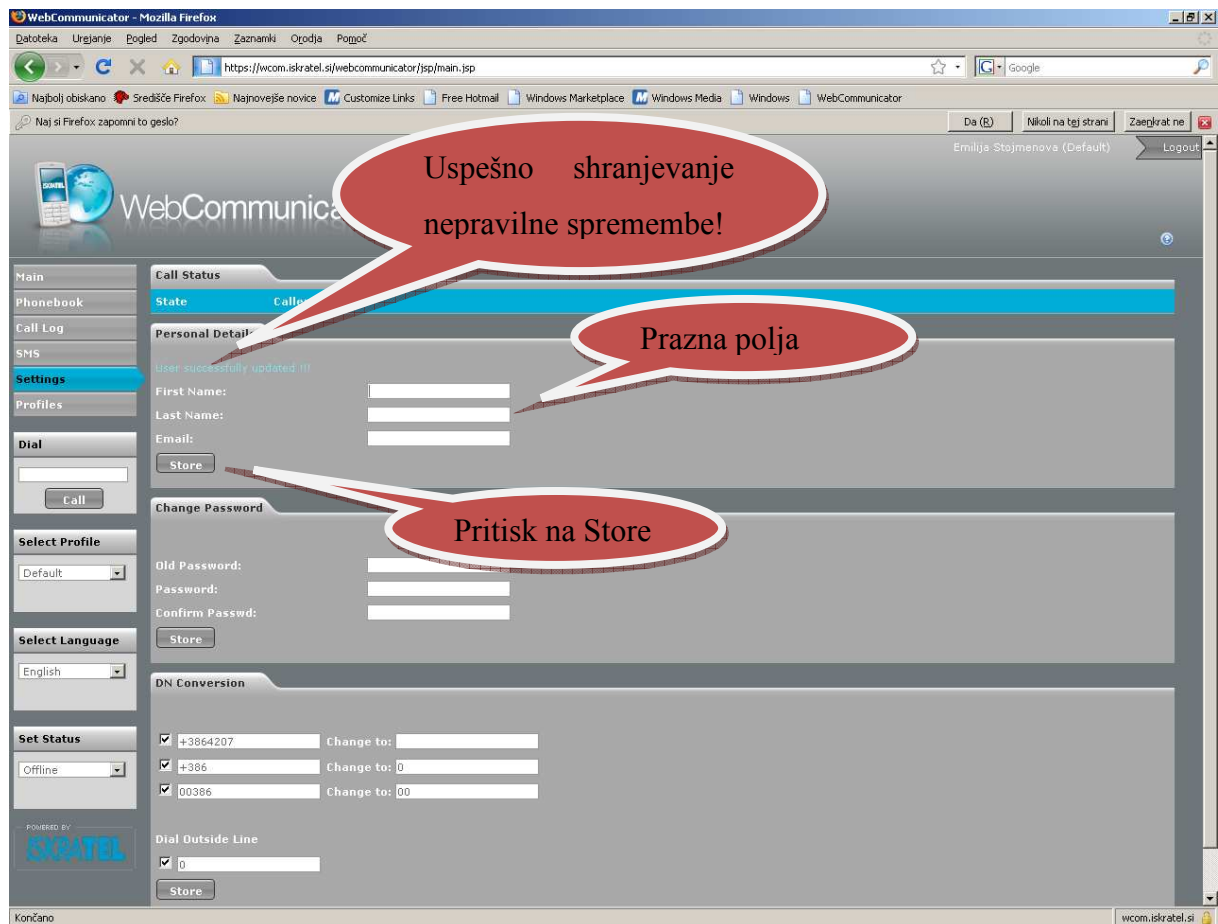 WebCommunicator - Mozilla Firefox
Datoteka Urejanje Pogled Zgodovina Zaznamki Orodja Pomoč
https://wcom.iskratel.si/webcommunicator/jsp/main.jsp
Google
Najbolj obiskano Središče Firefox Najnovejše novice Customize Links Free Hotmail Windows Marketplace Windows Media Windows WebCommunicator
Naj si Firefox zapomni to geslo? Da (R) Nikoli na tej strani Zaenkrat ne
Emilija Stojmenova (Default) Logout
WebCommunica
Uspešno shranjevanje
nepravilne spremembe!
Main
Phonebook
Call Log
SMS
Settings
Profiles
Dial
Call
Select Profile
Default
Select Language
English
Set Status
Offline
POWERED BY
ISKRATEL
Call Status
State Calle
Personal Details
User successfully updated !!!
First Name:
Last Name:
Email:
Store
Prazna polja
Pritisk na Store
Change Password
Old Password:
Password:
Confirm Passwd:
Store
DN Conversion
+3864207 Change to:
+386 Change to: 0
00386 Change to: 00
Dial Outside Line
0
Store
Končano wcom.iskratel.si